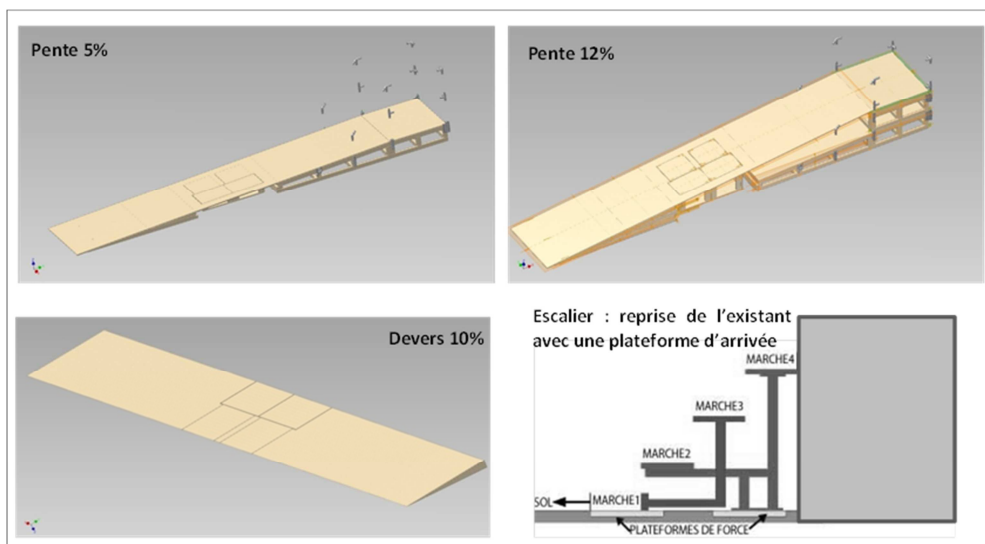 Pente 5%
Pente 12%
Devers 10%
Escalier : reprise de l'existant
avec une plateforme d'arrivée
MARCHE4
MARCHE3
MARCHE2
SOL
MARCHE1
PLATEFORMES DE FORCE